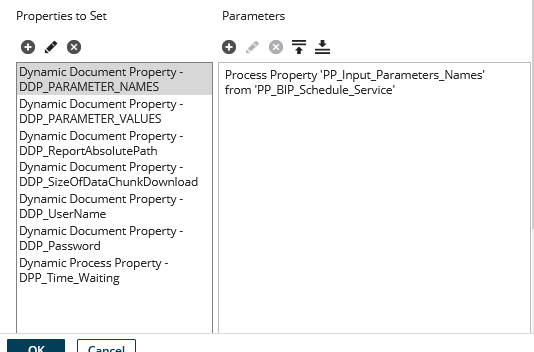 Properties to Set
Parameters
Dynamic Document Property -
DDP_PARAMETER_NAMES
Dynamic Document Property -
DDP_PARAMETER_VALUES
Dynamic Document Property -
DDP_ReportAbsolutePath
Dynamic Document Property -
DDP_SizeOfDataChunkDownload
Dynamic Document Property -
DDP_UserName
Dynamic Document Property -
DDP_Password
Dynamic Process Property -
DPP_Time_Waiting
Process Property 'PP_Input_Parameters_Names'
from 'PP_BIP_Schedule_Service'
OK
Cancel